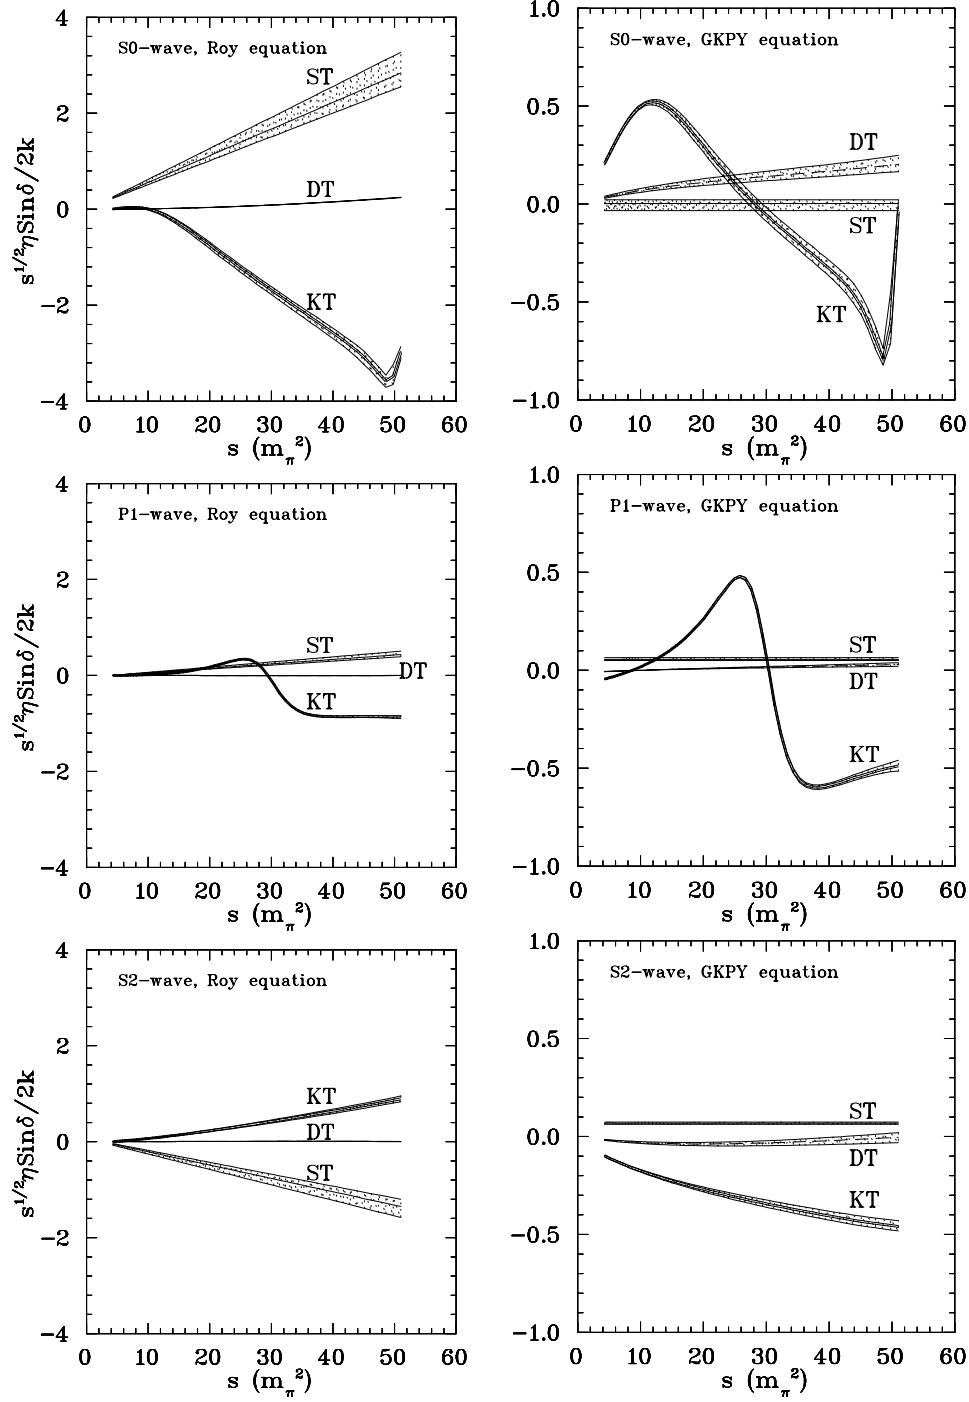 S0-wave, Roy equation
4
2
0
-2
-4
s^{1/2}ηSinδ/2k
ST
DT
KT
0 10 20 30 40 50 60
s (m_π^2)
S0-wave, GKPY equation
1.0
0.5
0.0
-0.5
-1.0
DT
ST
KT
0 10 20 30 40 50 60
s (m_π^2)
P1-wave, Roy equation
4
2
0
-2
-4
s^{1/2}ηSinδ/2k
ST
DT
KT
0 10 20 30 40 50 60
s (m_π^2)
P1-wave, GKPY equation
1.0
0.5
0.0
-0.5
-1.0
ST
DT
KT
0 10 20 30 40 50 60
s (m_π^2)
S2-wave, Roy equation
4
2
0
-2
-4
s^{1/2}ηSinδ/2k
KT
DT
ST
0 10 20 30 40 50 60
s (m_π^2)
S2-wave, GKPY equation
1.0
0.5
0.0
-0.5
-1.0
ST
DT
KT
0 10 20 30 40 50 60
s (m_π^2)